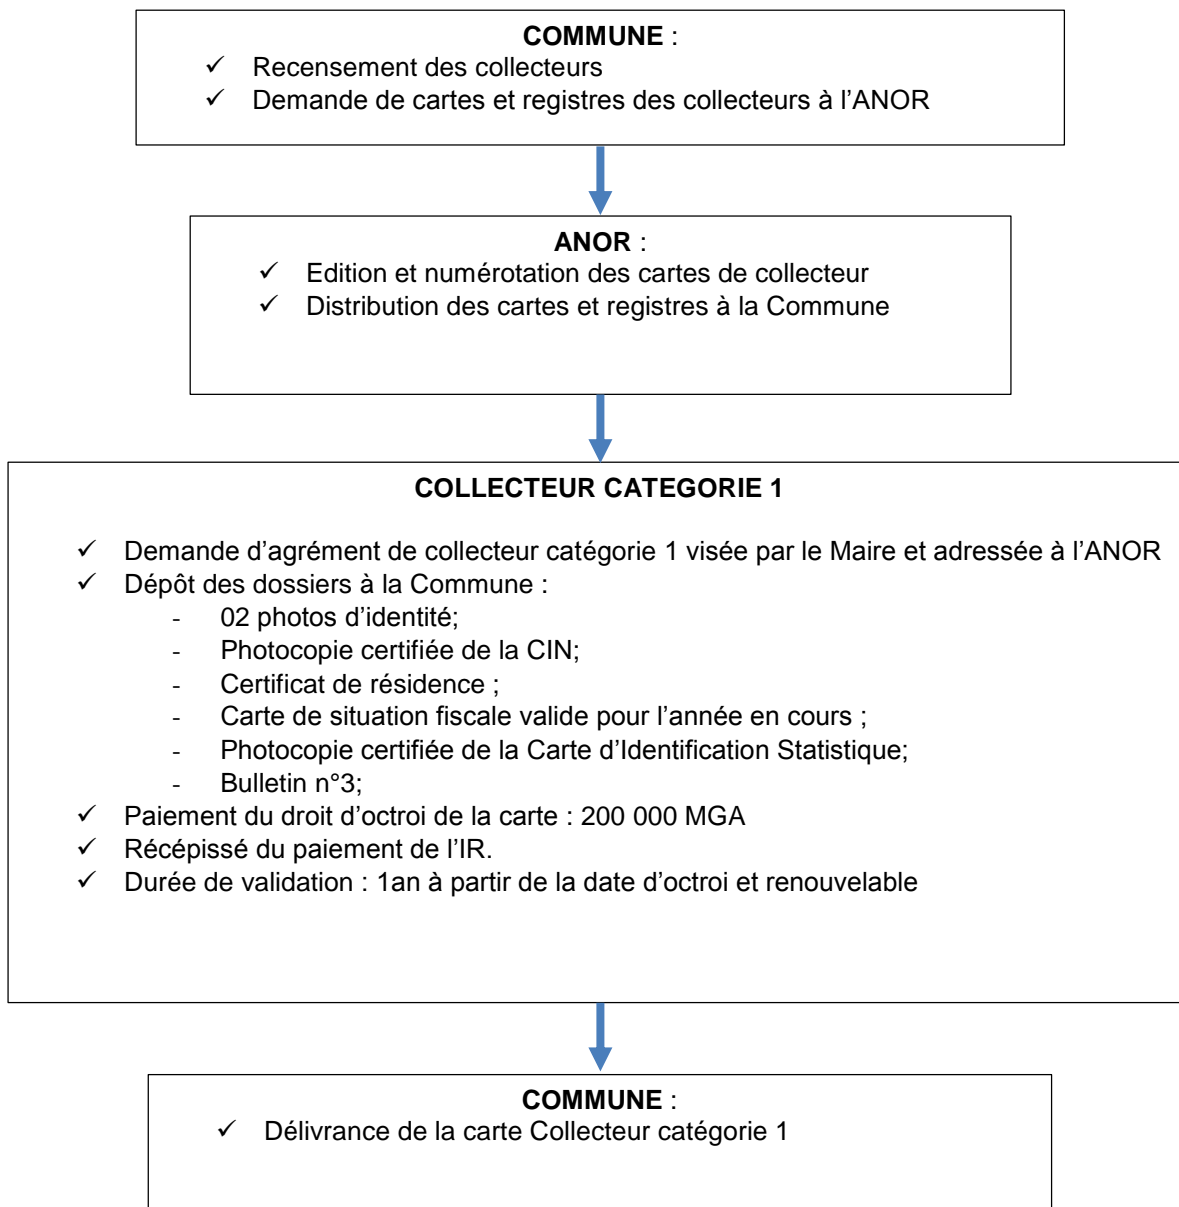 COMMUNE :
✓ Recensement des collecteurs
✓ Demande de cartes et registres des collecteurs à l’ANOR
ANOR :
✓ Edition et numérotation des cartes de collecteur
✓ Distribution des cartes et registres à la Commune
COLLECTEUR CATEGORIE 1
✓ Demande d’agrément de collecteur catégorie 1 visée par le Maire et adressée à l’ANOR
✓ Dépôt des dossiers à la Commune :
- 02 photos d’identité;
- Photocopie certifiée de la CIN;
- Certificat de résidence ;
- Carte de situation fiscale valide pour l’année en cours ;
- Photocopie certifiée de la Carte d’Identification Statistique;
- Bulletin n°3;
✓ Paiement du droit d’octroi de la carte : 200 000 MGA
✓ Récépissé du paiement de l’IR.
✓ Durée de validation : 1an à partir de la date d’octroi et renouvelable
COMMUNE :
✓ Délivrance de la carte Collecteur catégorie 1